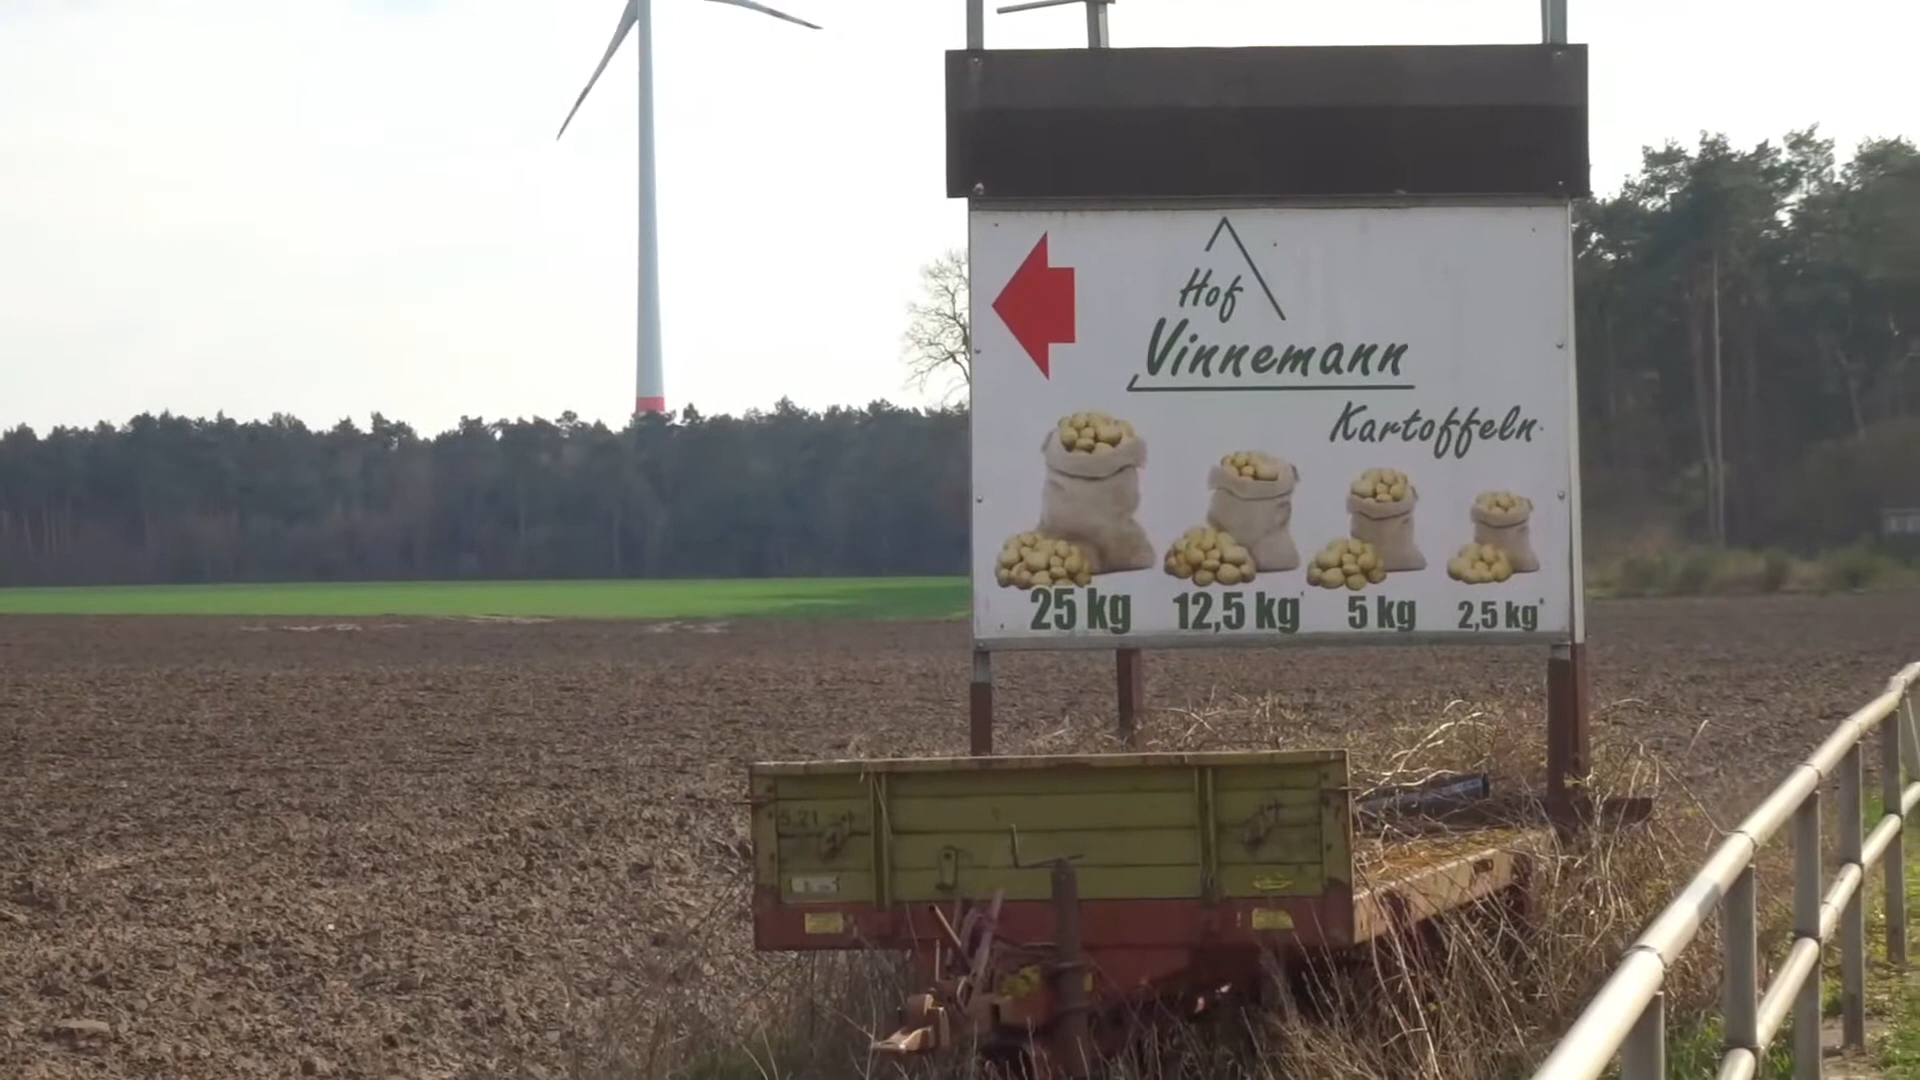 Hof
Vinnemann
Kartoffeln
25 kg
12,5 kg
5 kg
2,5 kg